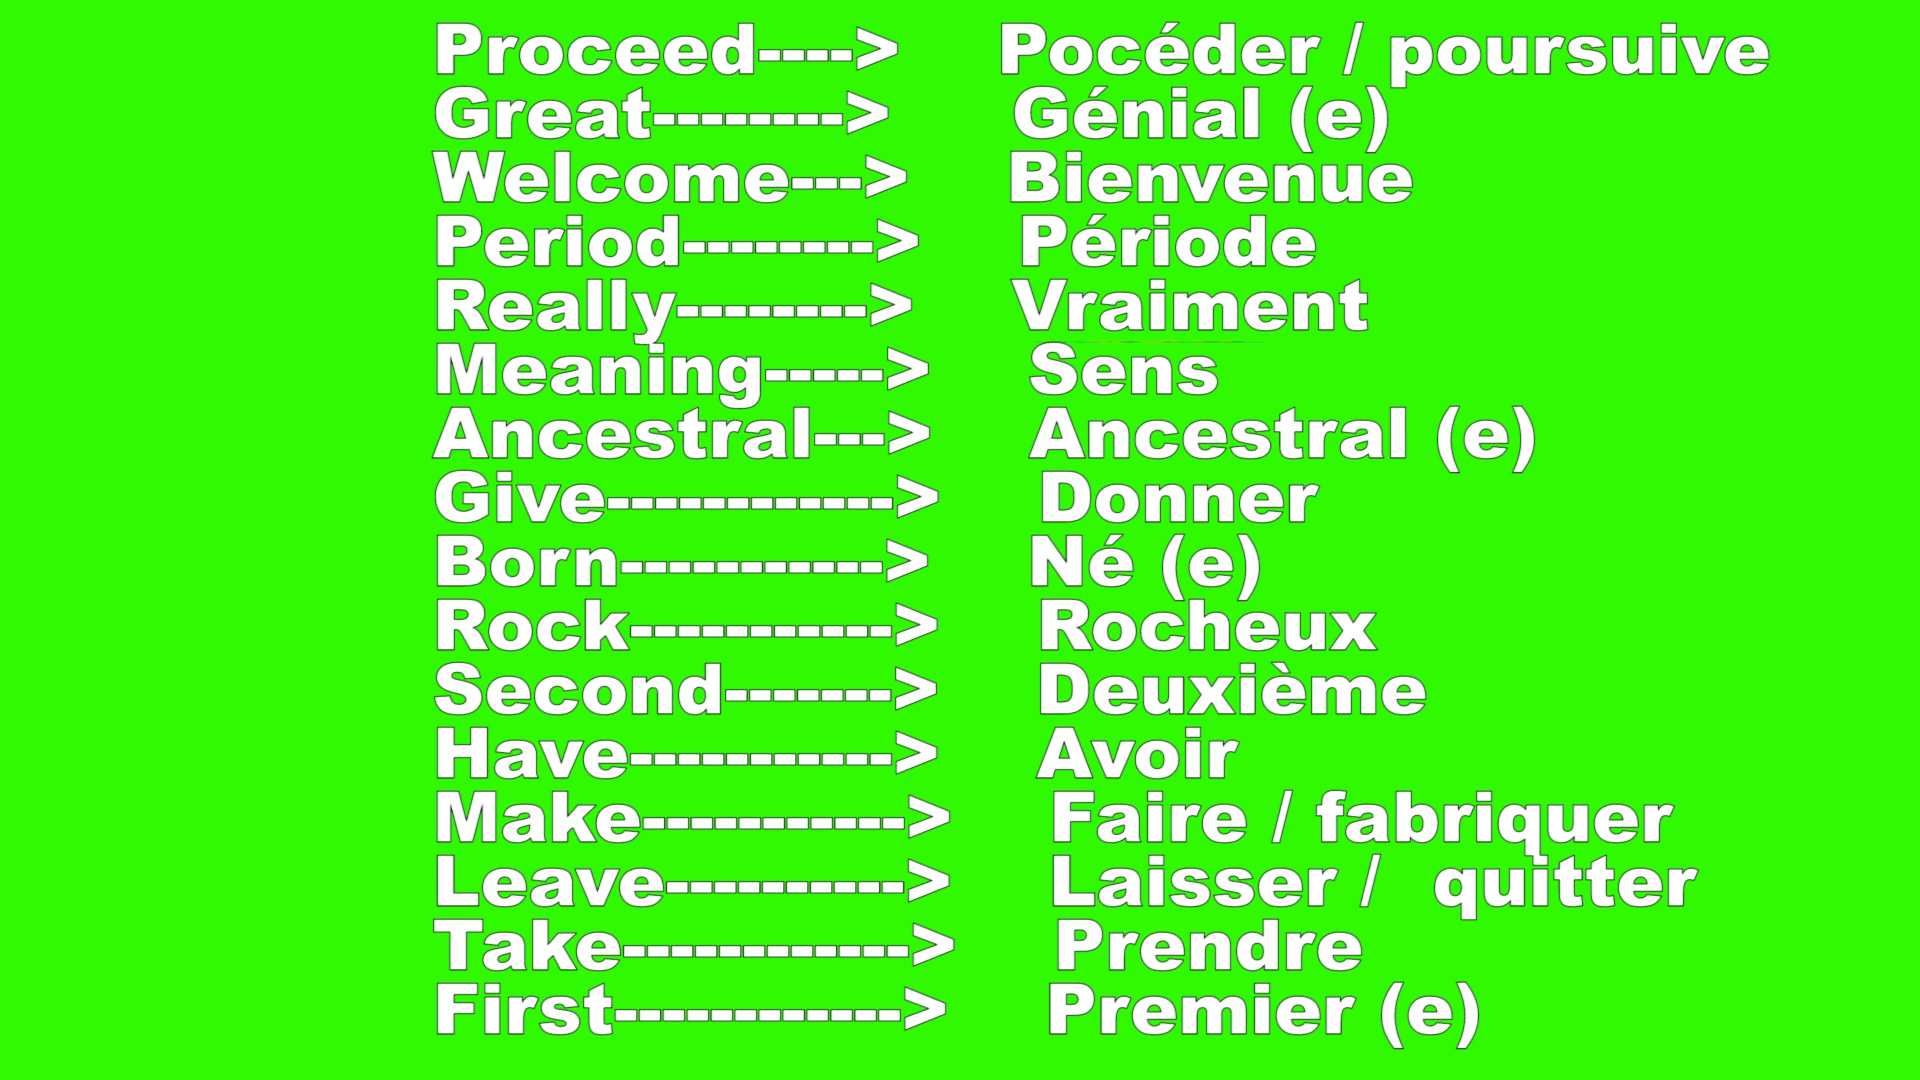 Proceed----> Pocéder / poursuive
Great--------> Génial (e)
Welcome---> Bienvenue
Period--------> Période
Really--------> Vraiment
Meaning-----> Sens
Ancestral---> Ancestral (e)
Give------------> Donner
Born-----------> Né (e)
Rock-----------> Rocheux
Second-------> Deuxième
Have-----------> Avoir
Make-----------> Faire / fabriquer
Leave----------> Laisser / quitter
Take------------> Prendre
First------------> Premier (e)